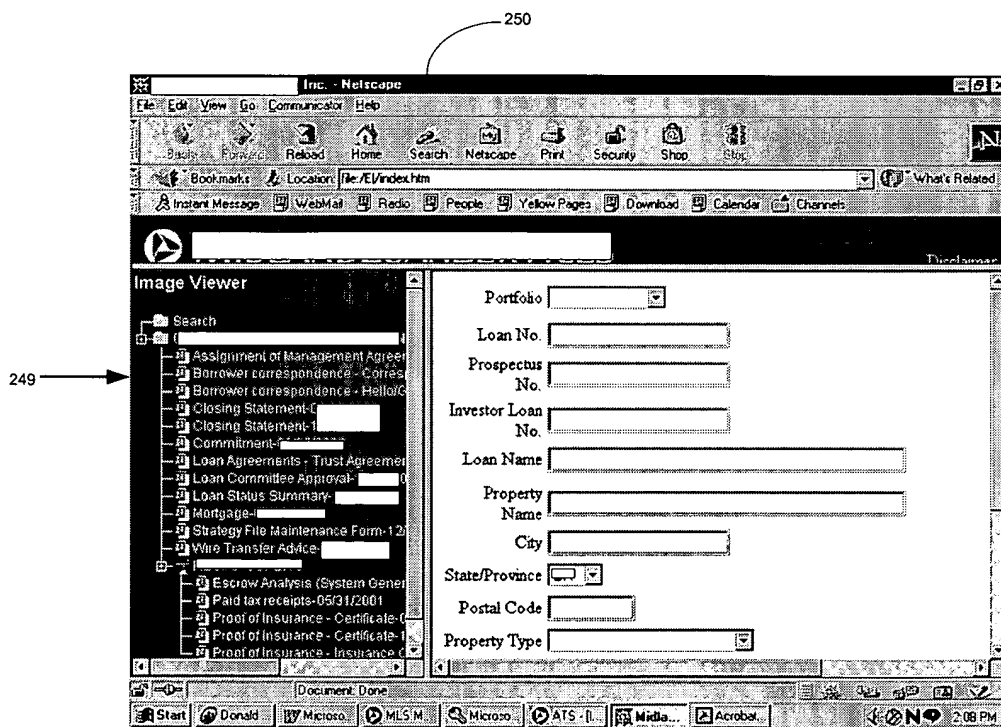 250
Inc. - Netscape
File Edit View Go Communicator Help
Back Forward Reload Home Search Netscape Print Security Shop Stop
Bookmarks Location: file:/E|/index.htm What's Related
Instant Message WebMail Radio People Yellow Pages Download Calendar Channels
Disclaimer
Image Viewer
Search
249
Assignment of Management Agreer
Borrower correspondence - Corres
Borrower correspondence - Hello/G
Closing Statement-
Closing Statement-1
Commitment-
Loan Agreements - Trust Agreemer
Loan Committee Approval-
Loan Status Summary-
Mortgage-
Strategy File Maintenance Form-12/
Wire Transfer Advice-
Escrow Analysis (System Gener
Paid tax receipts-05/31/2001
Proof of Insurance - Certificate-0
Proof of Insurance - Certificate-1
Proof of Insurance - Insurance C
Portfolio
Loan No.
Prospectus
No.
Investor Loan
No.
Loan Name
Property
Name
City
State/Province
Postal Code
Property Type
Document: Done
Start Donald Microso... MLS M... Microso... ATS - [I... Midla... Acrobat... 2:08 PM